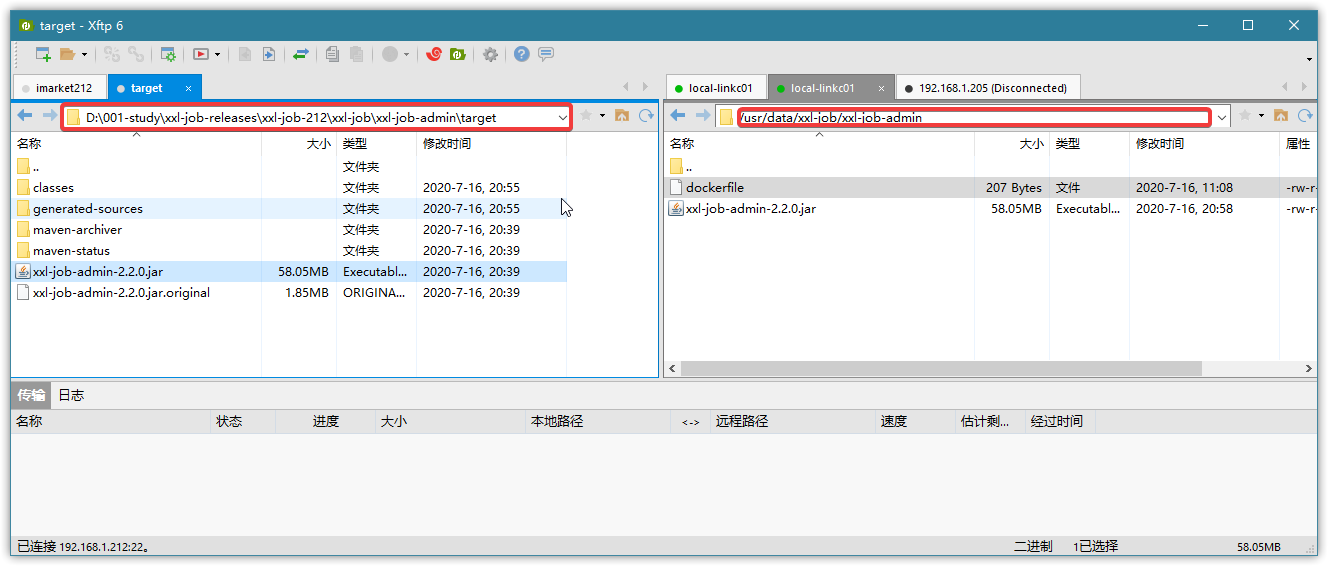 target - Xftp 6
imarket212
target
×
D:\001-study\xxl-job-releases\xxl-job-212\xxl-job\xxl-job-admin\target
名称 大小 类型 修改时间
.. 文件夹
classes 文件夹 2020-7-16, 20:55
generated-sources 文件夹 2020-7-16, 20:55
maven-archiver 文件夹 2020-7-16, 20:39
maven-status 文件夹 2020-7-16, 20:39
xxl-job-admin-2.2.0.jar 58.05MB Executabl... 2020-7-16, 20:39
xxl-job-admin-2.2.0.jar.original 1.85MB ORIGINA... 2020-7-16, 20:39
local-linkc01
local-linkc01 ×
192.168.1.205 (Disconnected)
/usr/data/xxl-job/xxl-job-admin
名称 大小 类型 修改时间 属性
..
dockerfile 207 Bytes 文件 2020-7-16, 11:08 -rw-r-
xxl-job-admin-2.2.0.jar 58.05MB Executabl... 2020-7-16, 20:58 -rw-r-
传输 日志
名称 状态 进度 大小 本地路径 <-> 远程路径 速度 估计剩... 经过时间
已连接 192.168.1.212:22。 二进制 1已选择 58.05MB